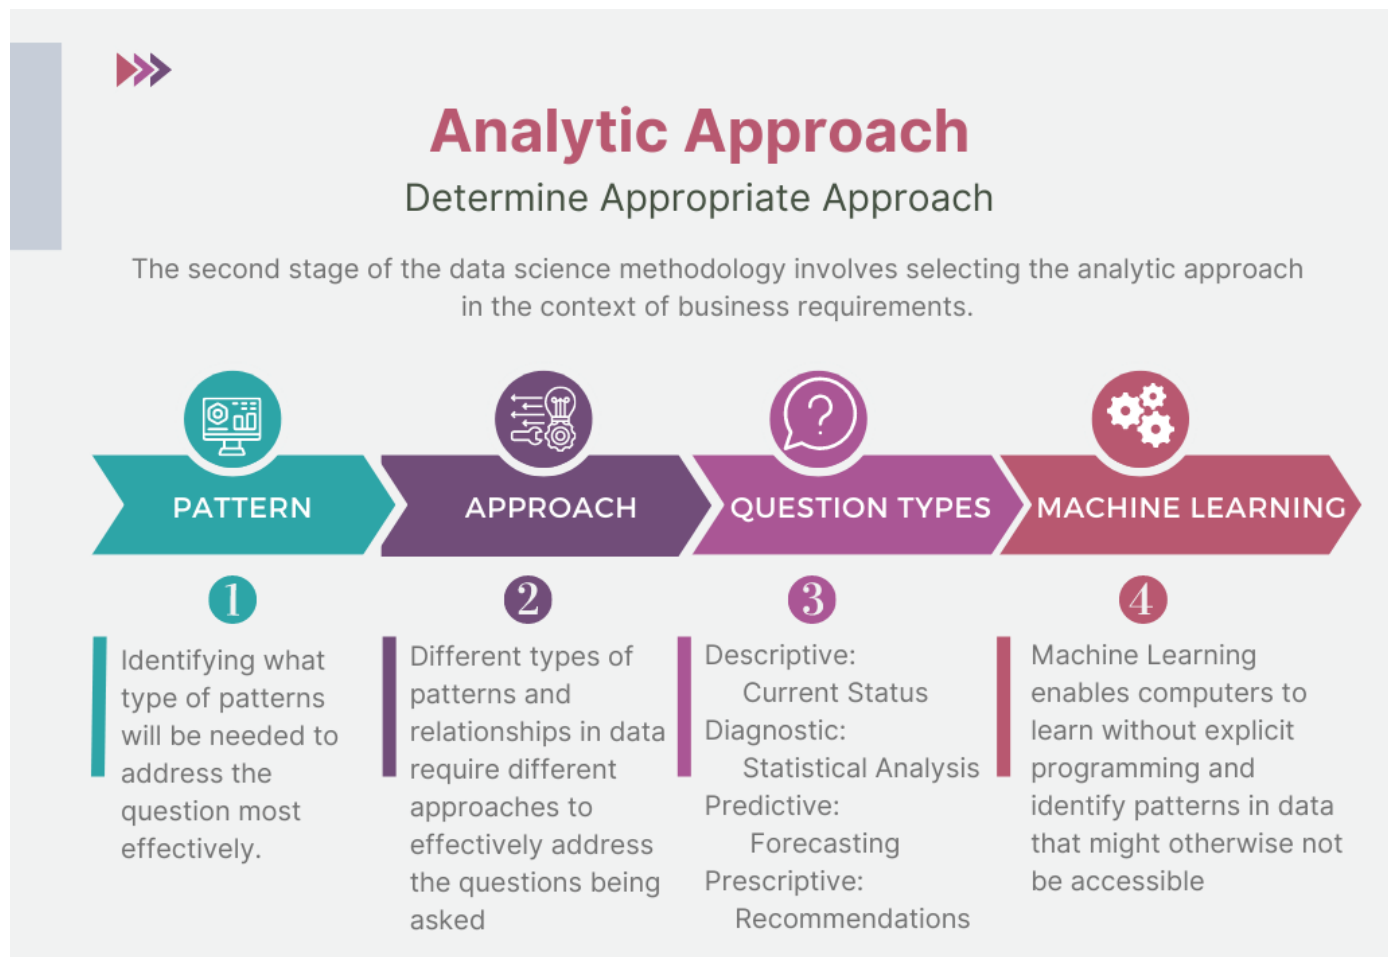 Analytic Approach
Determine Appropriate Approach
The second stage of the data science methodology involves selecting the analytic approach
in the context of business requirements.
PATTERN
APPROACH
QUESTION TYPES
MACHINE LEARNING
1
Identifying what
type of patterns
will be needed to
address the
question most
effectively.
2
Different types of
patterns and
relationships in data
require different
approaches to
effectively address
the questions being
asked
3
Descriptive:
Current Status
Diagnostic:
Statistical Analysis
Predictive:
Forecasting
Prescriptive:
Recommendations
4
Machine Learning
enables computers to
learn without explicit
programming and
identify patterns in data
that might otherwise not
be accessible